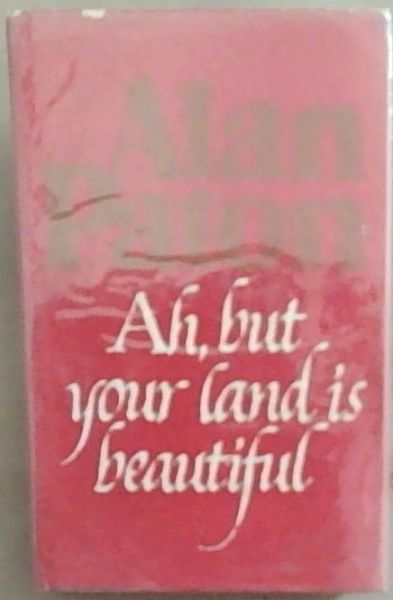 Alan
Paton
Ah, but
your land is
beautiful